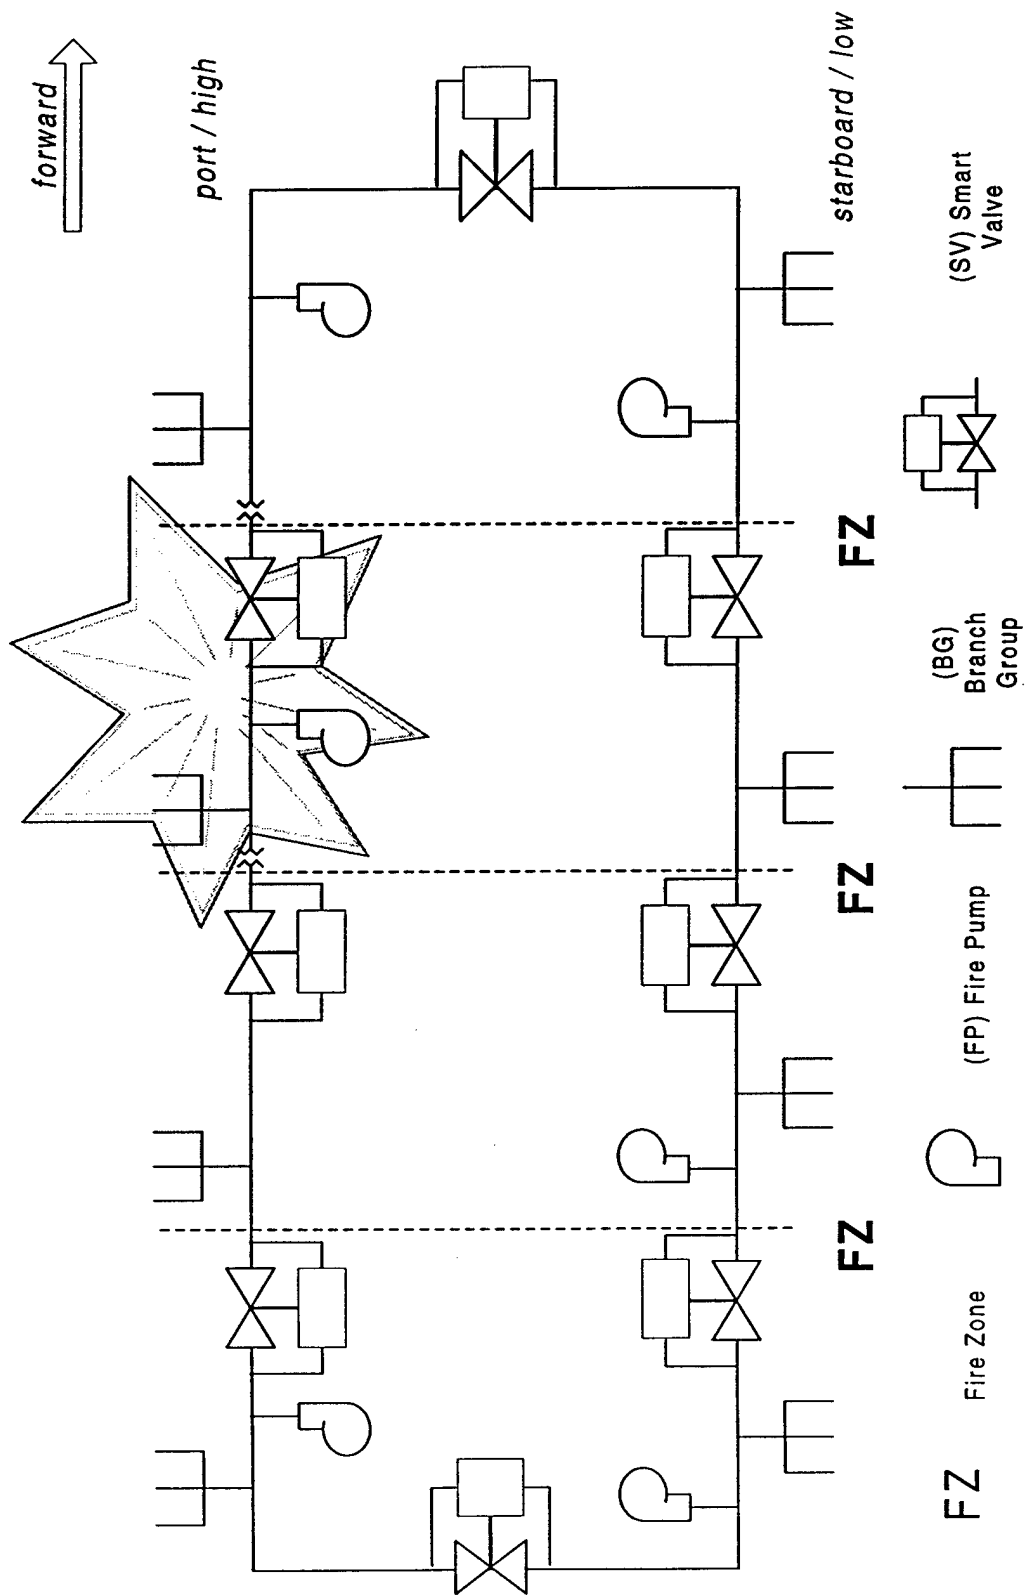 forward
port / high
starboard / low
FZ
FZ
FZ
FZ
Fire Zone
(FP) Fire Pump
(BG)
Branch
Group
(SV) Smart
Valve